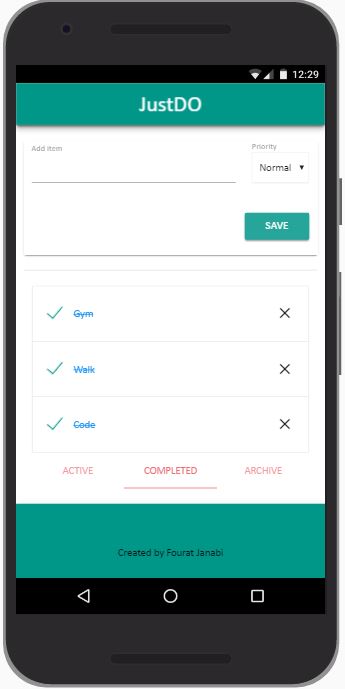 12:29
JustDO
Add item
Priority
Normal
SAVE
Gym
Walk
Code
ACTIVE COMPLETED ARCHIVE
Created by Fourat Janabi